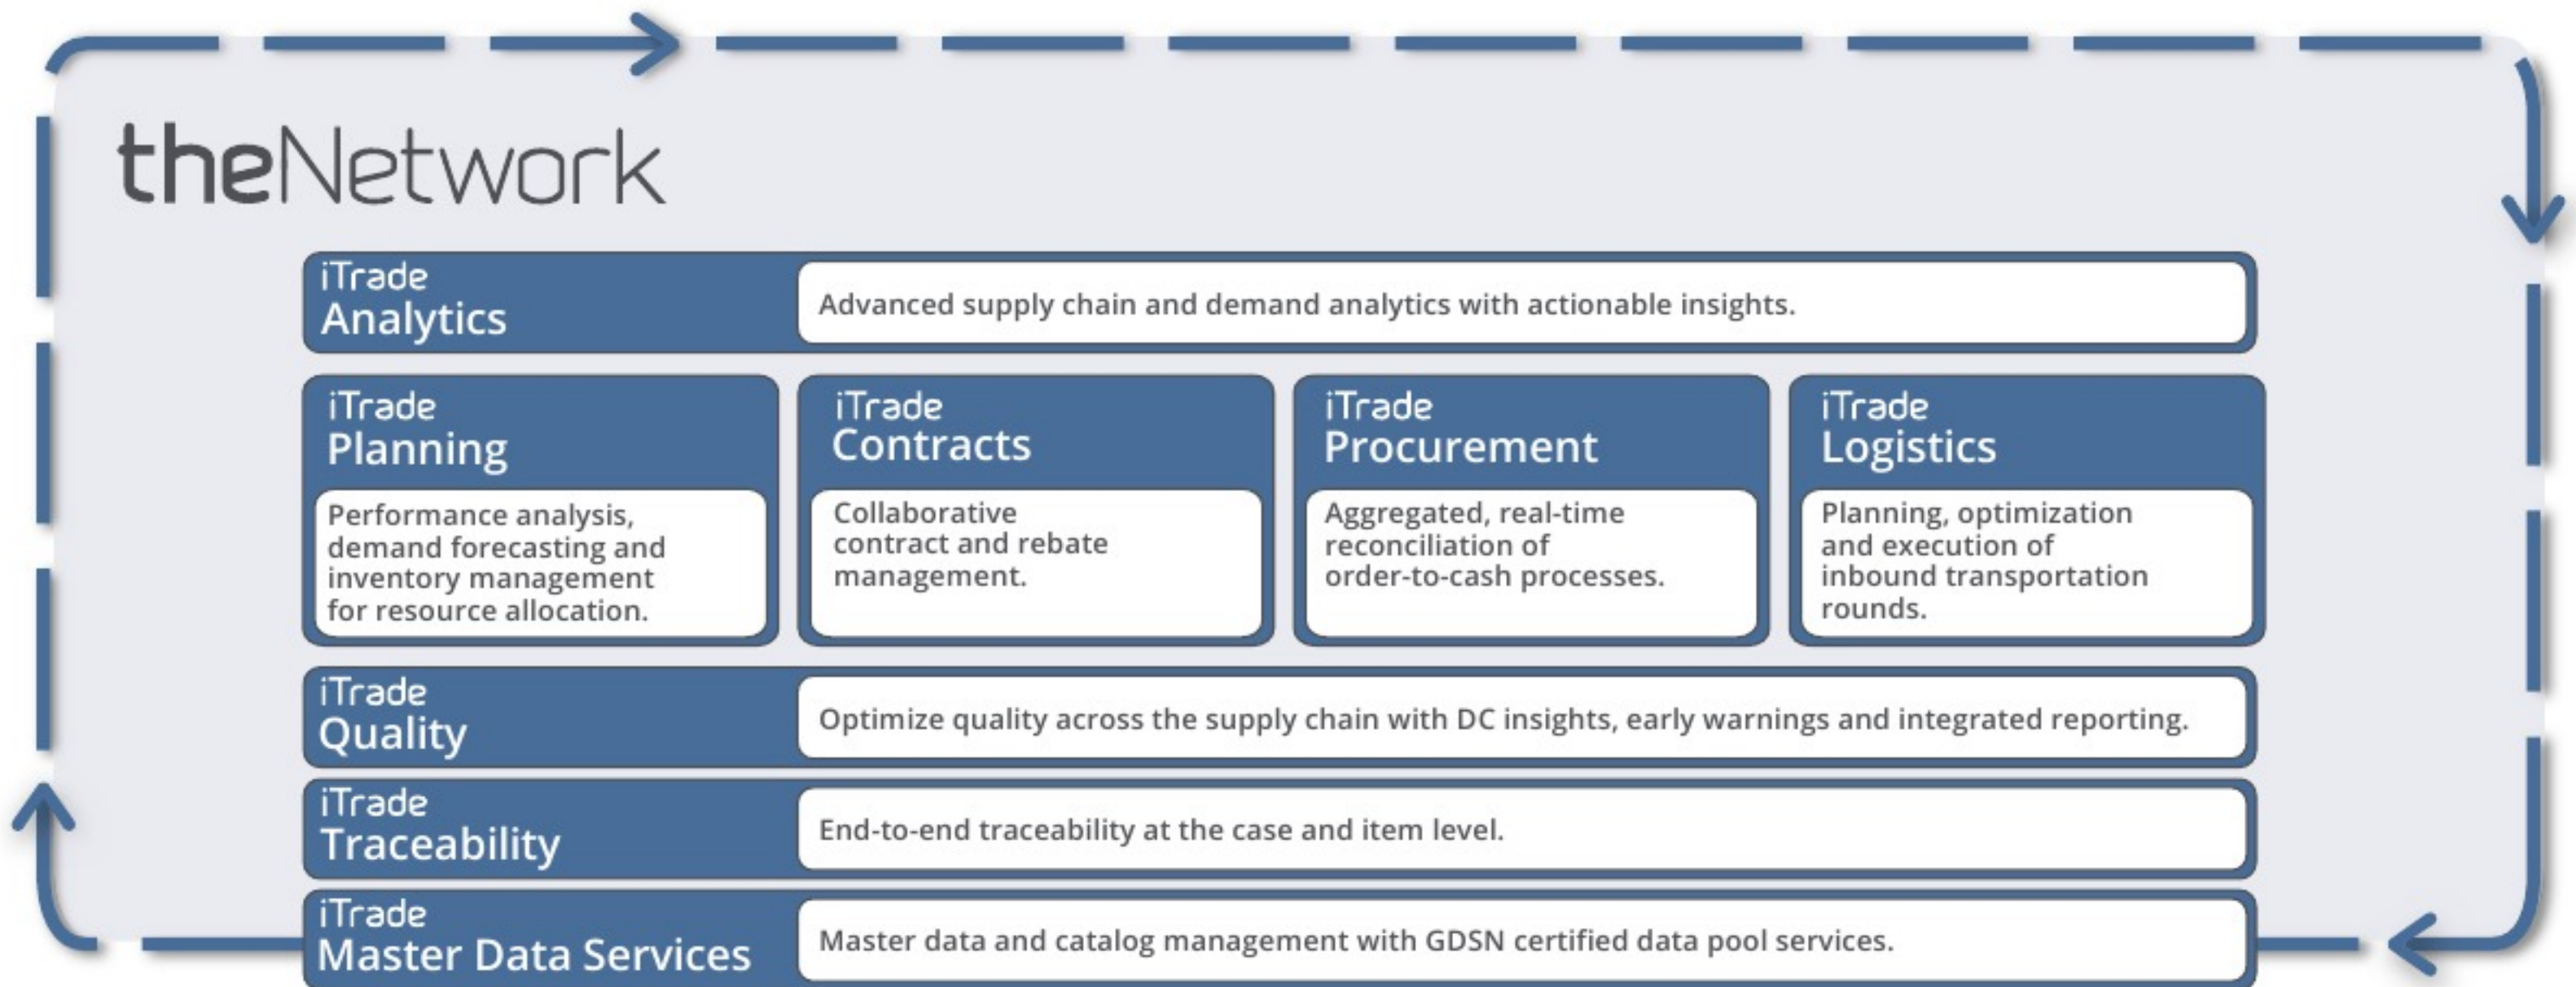 theNetwork
iTrade
Analytics
Advanced supply chain and demand analytics with actionable insights.
iTrade
Planning
Performance analysis,
demand forecasting and
inventory management
for resource allocation.
iTrade
Contracts
Collaborative
contract and rebate
management.
iTrade
Procurement
Aggregated, real-time
reconciliation of
order-to-cash processes.
iTrade
Logistics
Planning, optimization
and execution of
inbound transportation
rounds.
iTrade
Quality
Optimize quality across the supply chain with DC insights, early warnings and integrated reporting.
iTrade
Traceability
End-to-end traceability at the case and item level.
iTrade
Master Data Services
Master data and catalog management with GDSN certified data pool services.